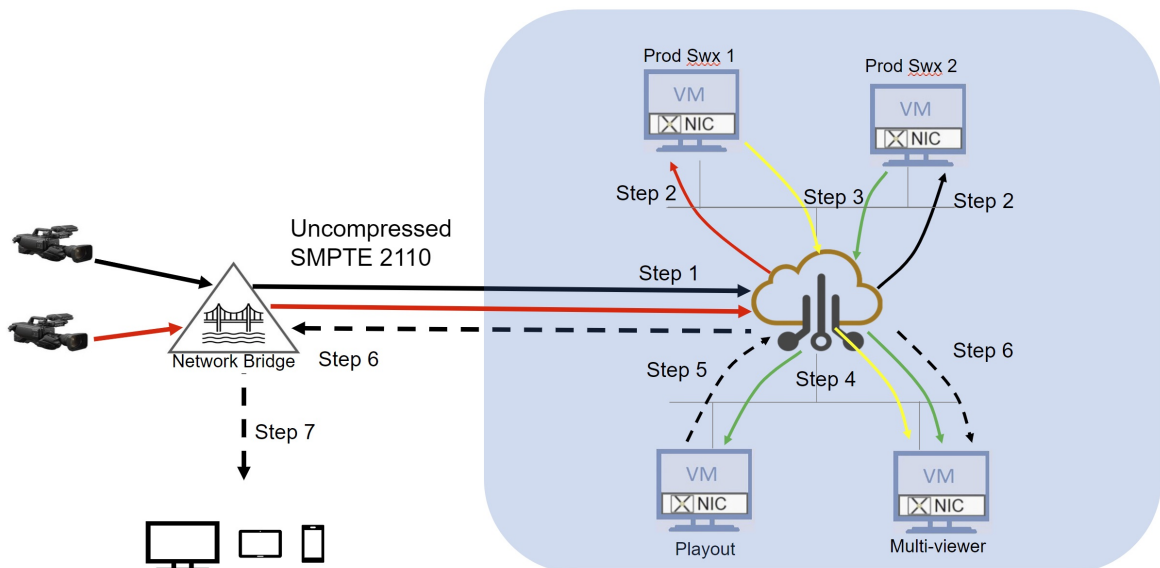 Prod Swx 1
Prod Swx 2
VM
NIC
VM
NIC
Step 2
Step 3
Step 2
Uncompressed
SMPTE 2110
Step 1
Network Bridge
Step 6
Step 5
Step 4
Step 6
Step 7
VM
NIC
VM
NIC
Playout
Multi-viewer